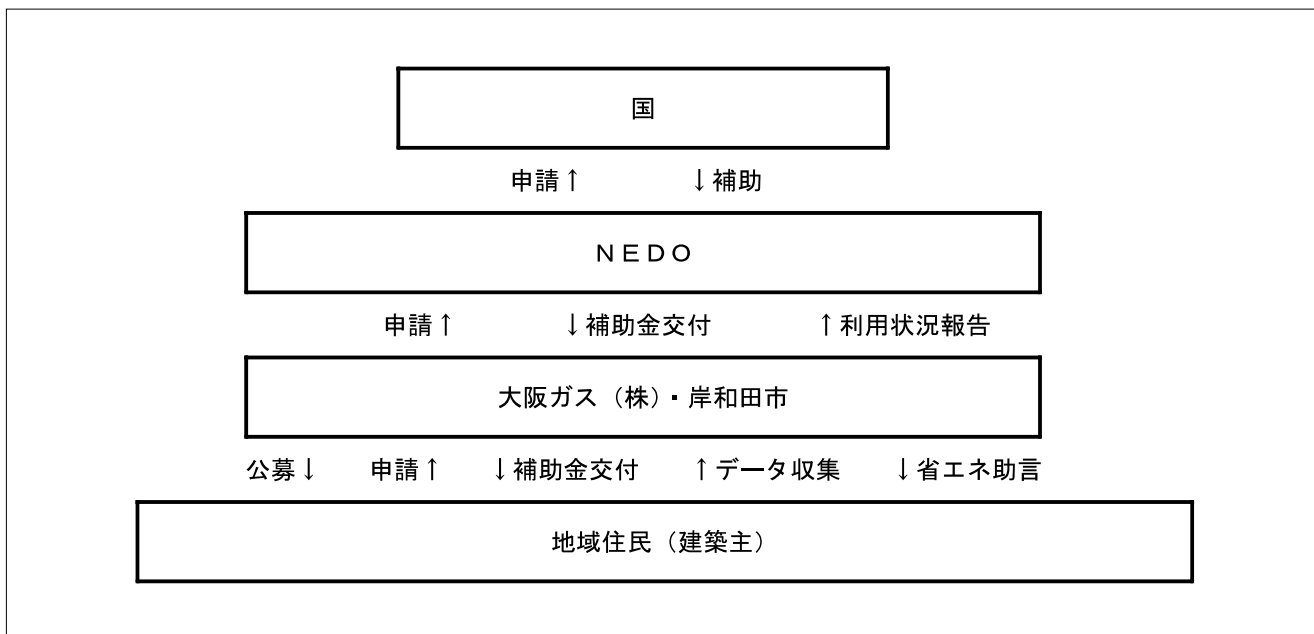 国
申請↑ ↓補助
ＮＥＤＯ
申請↑ ↓補助金交付 ↑利用状況報告
大阪ガス（株）・岸和田市
公募↓ 申請↑ ↓補助金交付 ↑データ収集 ↓省エネ助言
地域住民（建築主）